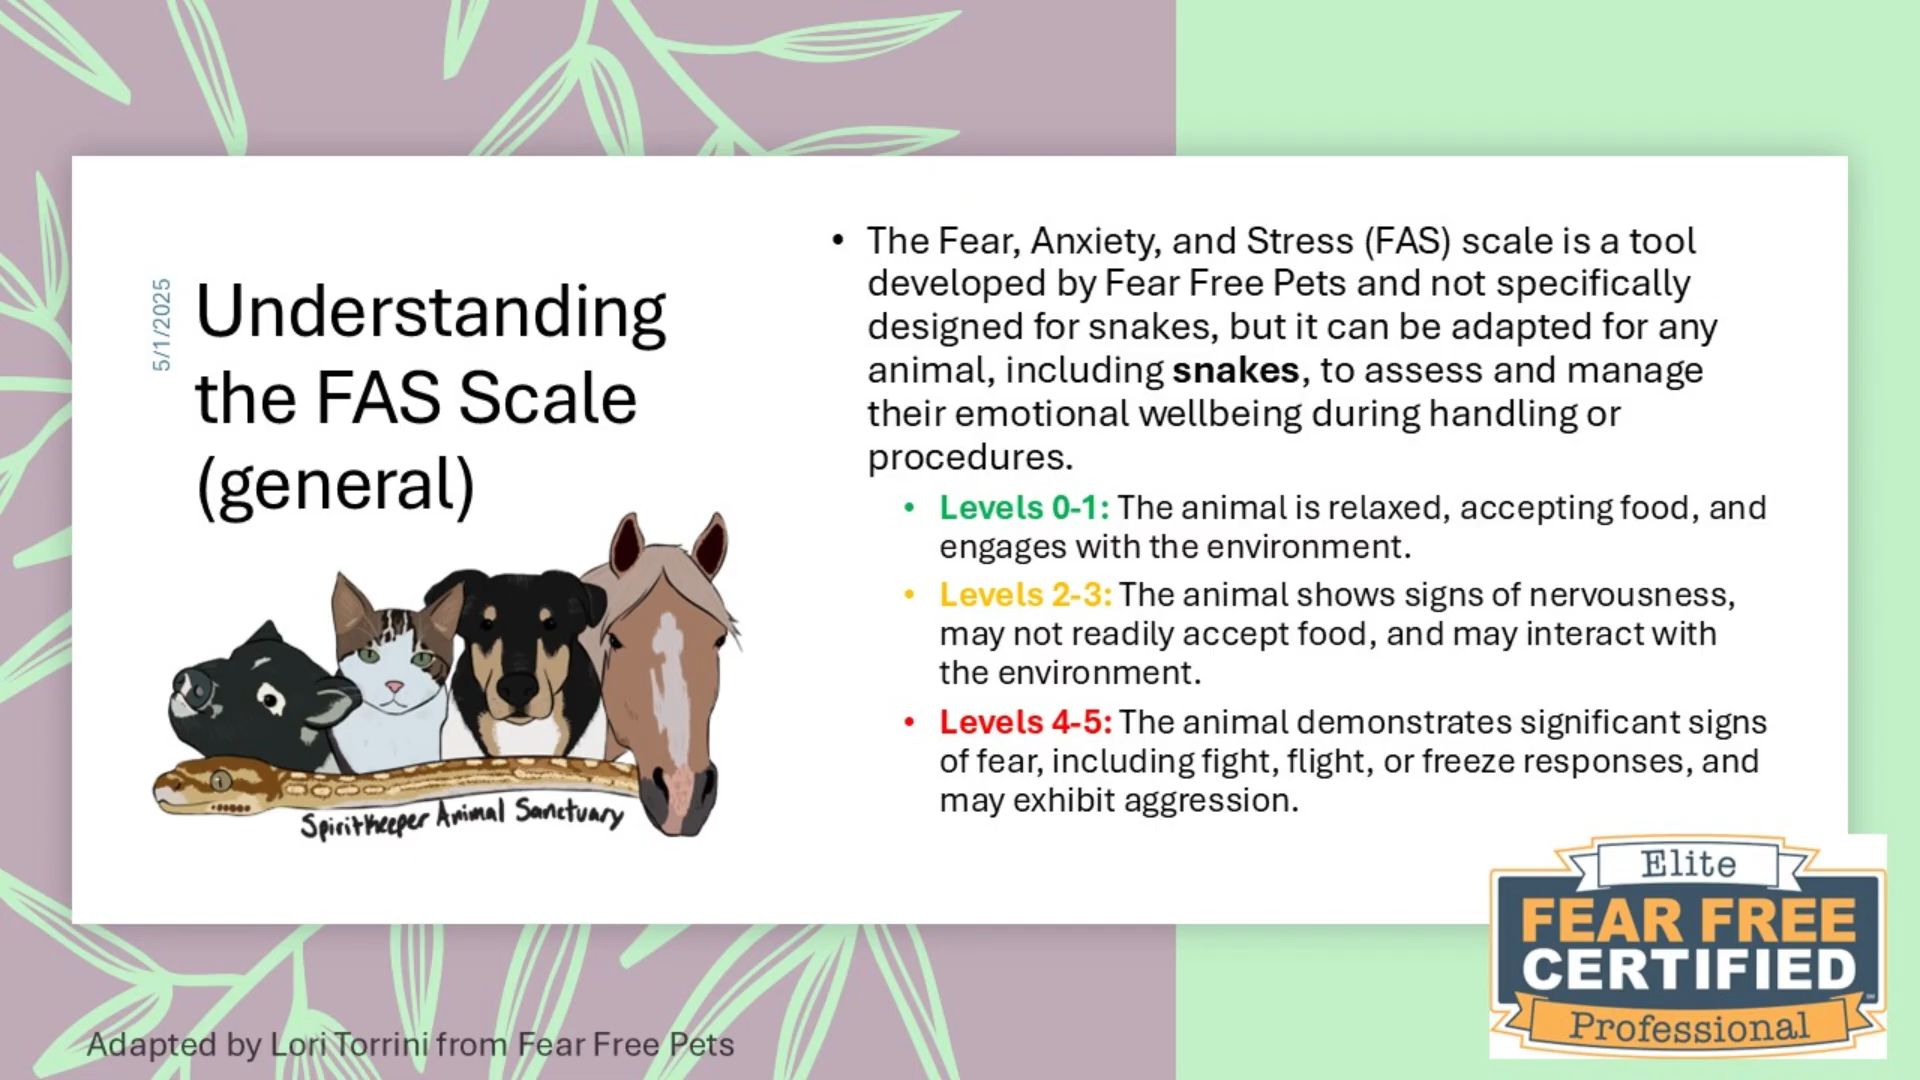 5/1/2025
Understanding
the FAS Scale
(general)
Spiritkeeper Animal Sanctuary
• The Fear, Anxiety, and Stress (FAS) scale is a tool
developed by Fear Free Pets and not specifically
designed for snakes, but it can be adapted for any
animal, including snakes, to assess and manage
their emotional wellbeing during handling or
procedures.
• Levels 0-1: The animal is relaxed, accepting food, and
engages with the environment.
• Levels 2-3: The animal shows signs of nervousness,
may not readily accept food, and may interact with
the environment.
• Levels 4-5: The animal demonstrates significant signs
of fear, including fight, flight, or freeze responses, and
may exhibit aggression.
Elite
FEAR FREE
CERTIFIED
Professional
Adapted by Lori Torrini from Fear Free Pets